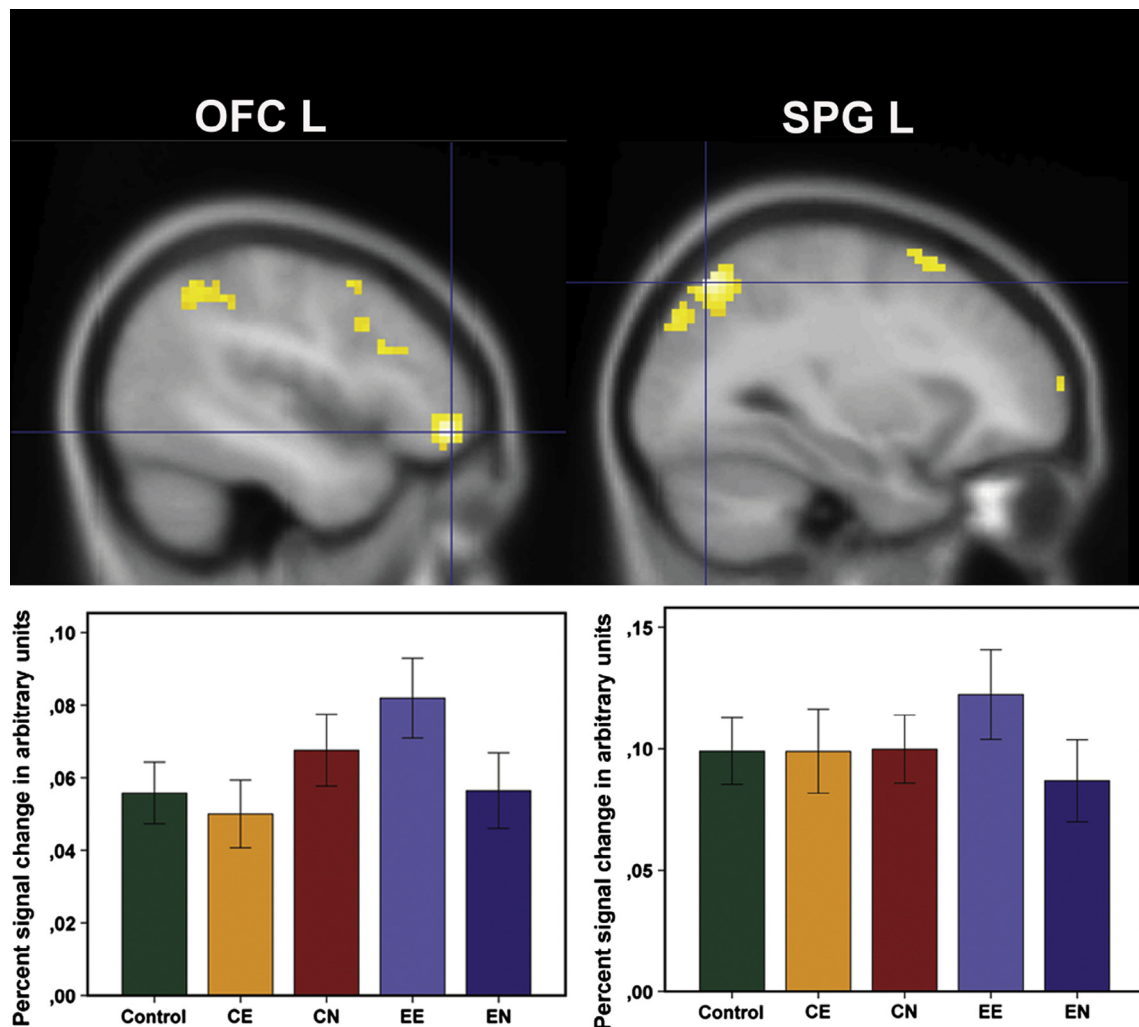 OFC L
SPG L
Percent signal change in arbitrary units
,10
,08
,06
,04
,02
,00
Control CE CN EE EN
Percent signal change in arbitrary units
,15
,10
,05
,00
Control CE CN EE EN